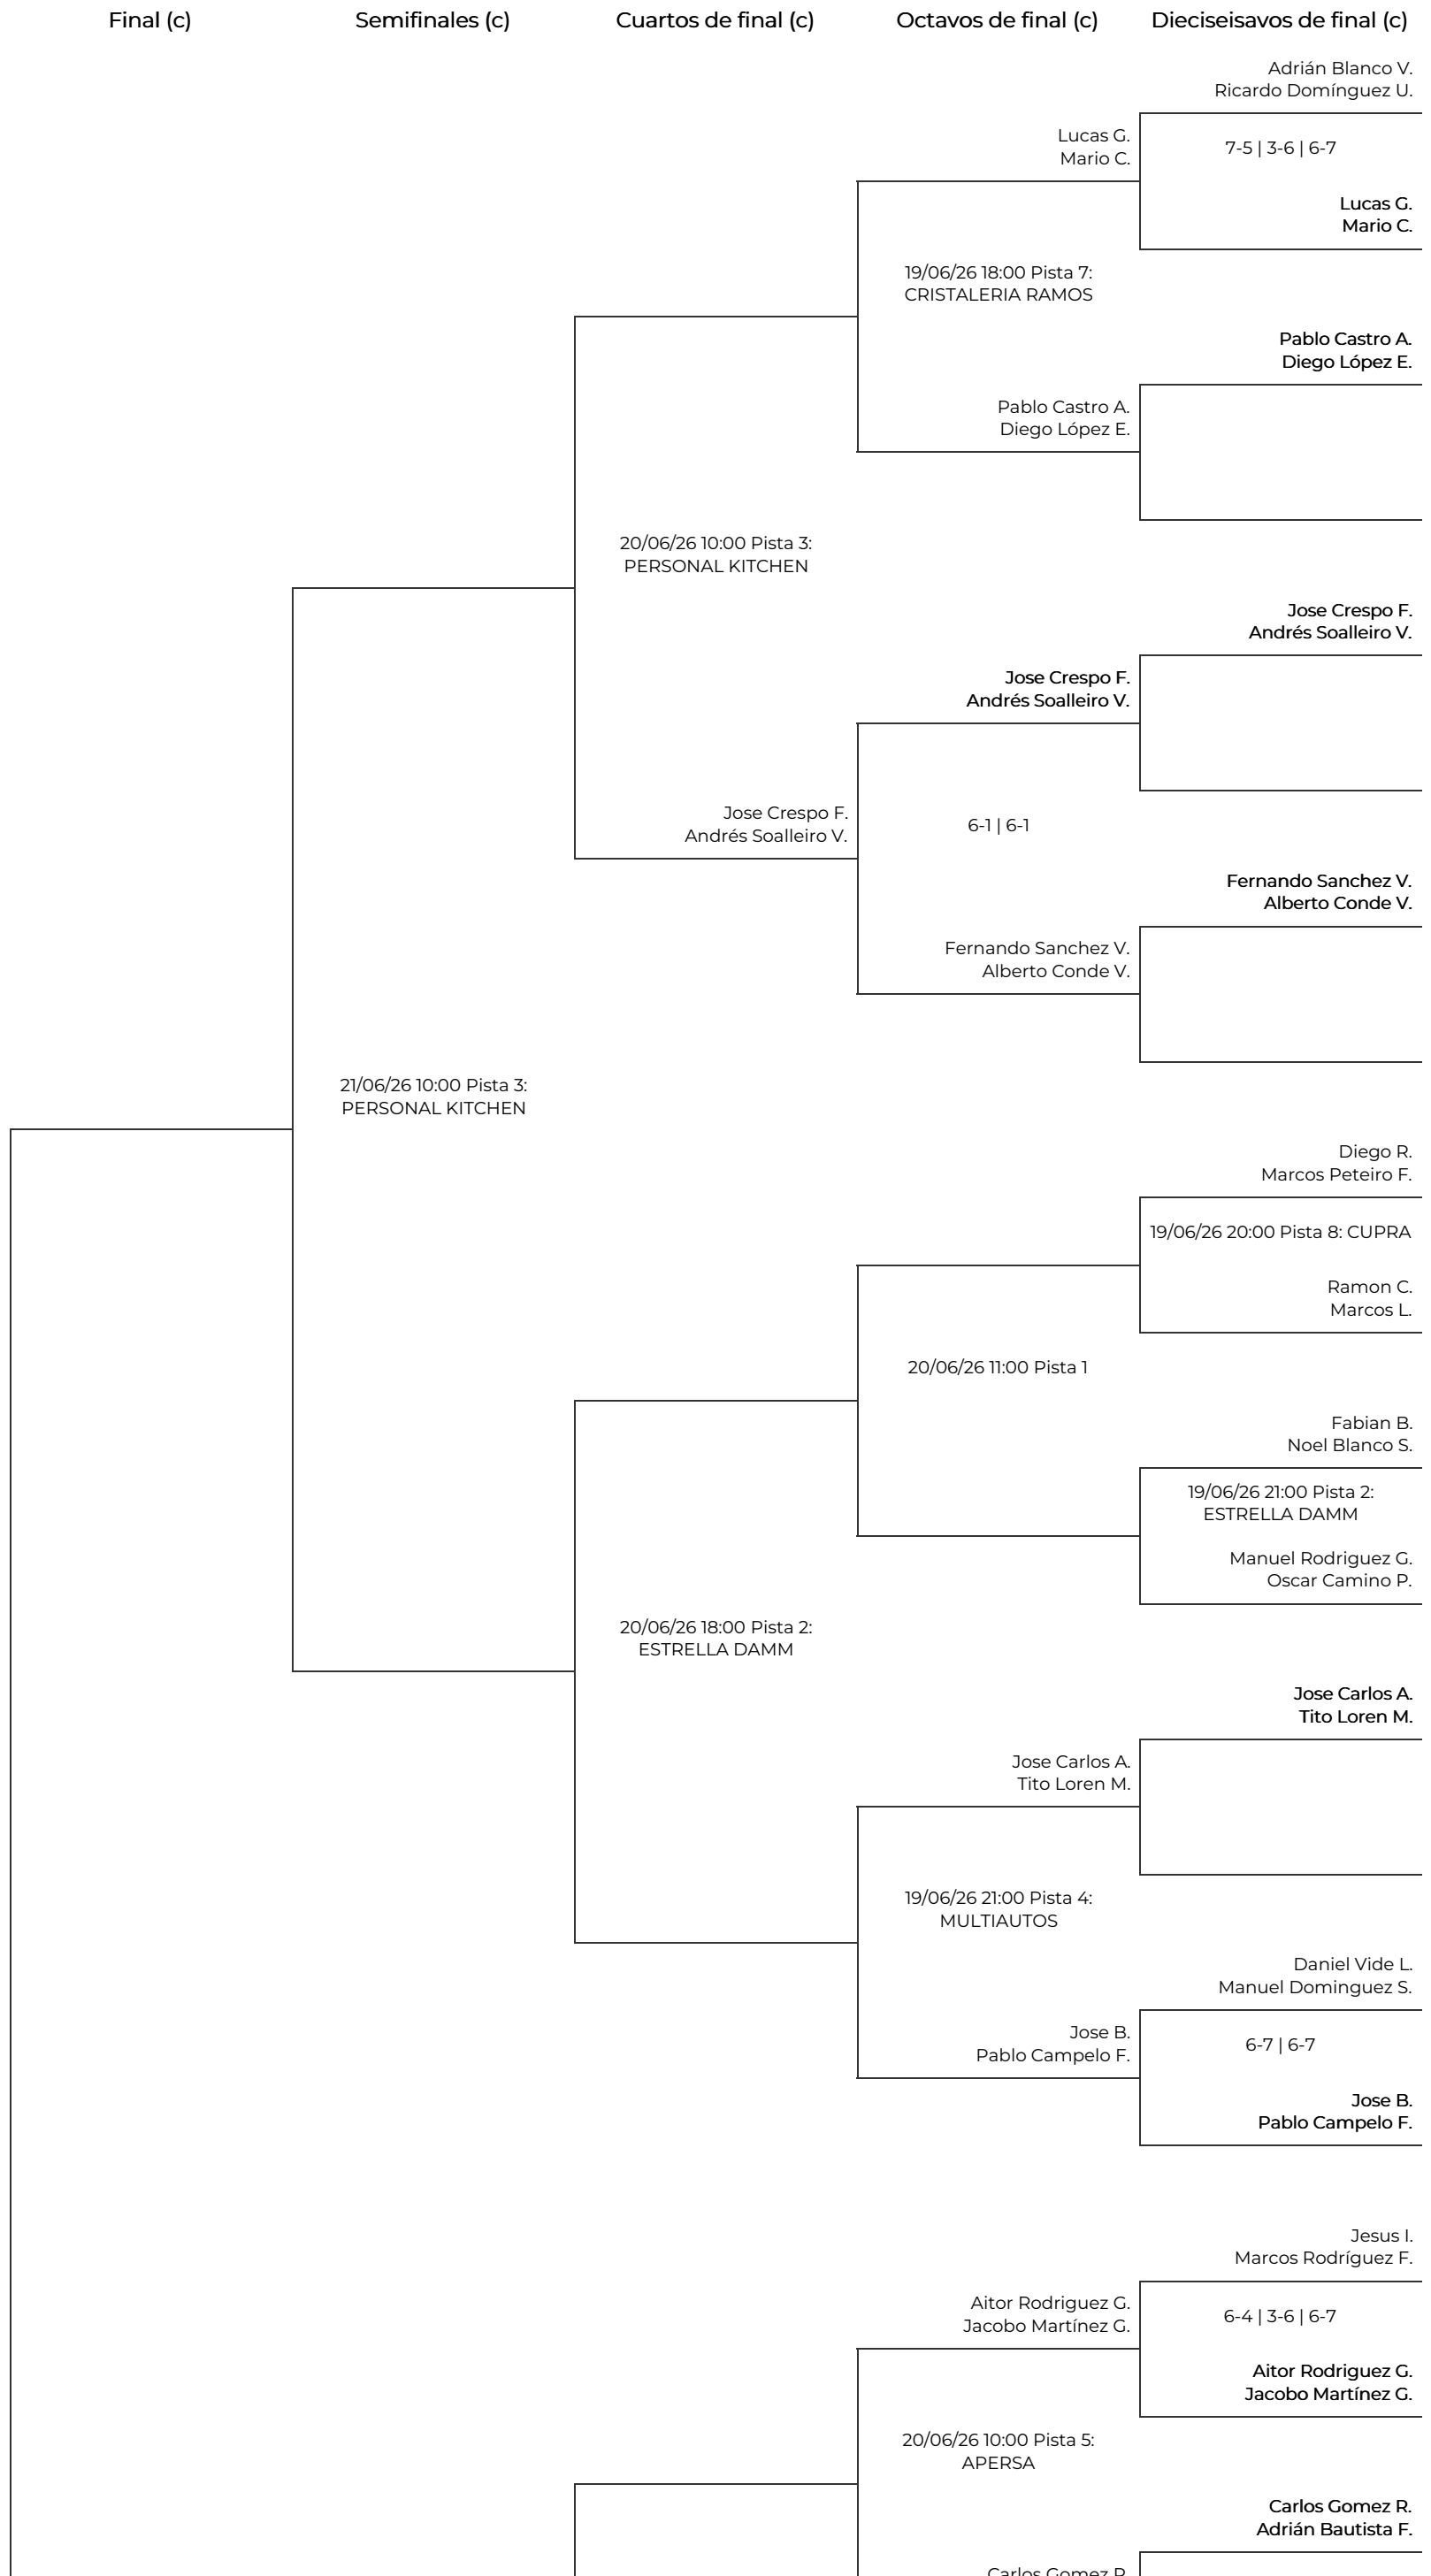 Final (c)
Semifinales (c)
Cuartos de final (c)
Octavos de final (c)
Dieciseisavos de final (c)
Adrián Blanco V.
Ricardo Domínguez U.
Lucas G.
Mario C.
7-5 | 3-6 | 6-7
Lucas G.
Mario C.
19/06/26 18:00 Pista 7:
CRISTALERIA RAMOS
Pablo Castro A.
Diego López E.
Pablo Castro A.
Diego López E.
20/06/26 10:00 Pista 3:
PERSONAL KITCHEN
Jose Crespo F.
Andrés Soalleiro V.
Jose Crespo F.
Andrés Soalleiro V.
Jose Crespo F.
Andrés Soalleiro V.
6-1 | 6-1
Fernando Sanchez V.
Alberto Conde V.
Fernando Sanchez V.
Alberto Conde V.
21/06/26 10:00 Pista 3:
PERSONAL KITCHEN
Diego R.
Marcos Peteiro F.
19/06/26 20:00 Pista 8: CUPRA
Ramon C.
Marcos L.
20/06/26 11:00 Pista 1
Fabian B.
Noel Blanco S.
19/06/26 21:00 Pista 2:
ESTRELLA DAMM
Manuel Rodriguez G.
Oscar Camino P.
20/06/26 18:00 Pista 2:
ESTRELLA DAMM
Jose Carlos A.
Tito Loren M.
Jose Carlos A.
Tito Loren M.
19/06/26 21:00 Pista 4:
MULTIAUTOS
Daniel Vide L.
Manuel Dominguez S.
Jose B.
Pablo Campelo F.
6-7 | 6-7
Jose B.
Pablo Campelo F.
Jesus I.
Marcos Rodríguez F.
Aitor Rodriguez G.
Jacobo Martínez G.
6-4 | 3-6 | 6-7
Aitor Rodriguez G.
Jacobo Martínez G.
20/06/26 10:00 Pista 5:
APERSA
Carlos Gomez R.
Adrián Bautista F.
Carlos Gomez R.